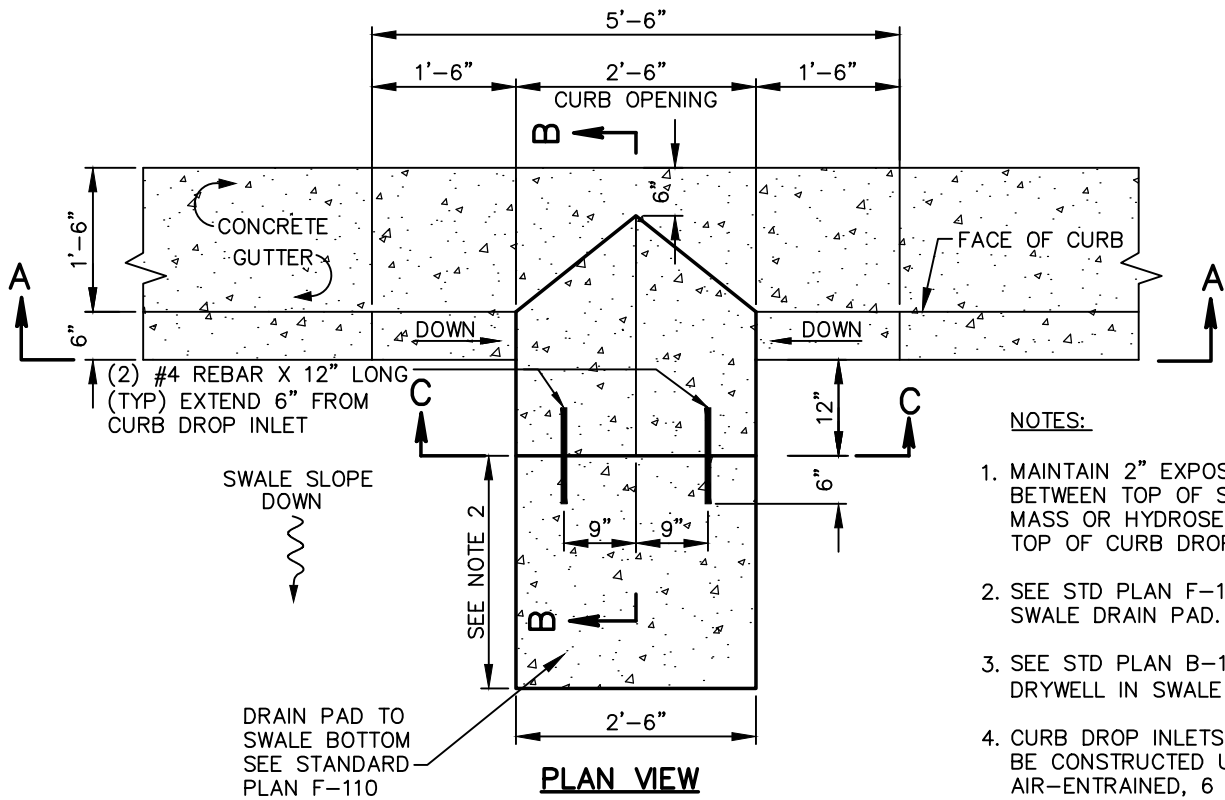 5'-6"
1'-6"
2'-6"
1'-6"
CURB OPENING
B
6"
CONCRETE
GUTTER
FACE OF CURB
1'-6"
A
A
DOWN
DOWN
6"
(2) #4 REBAR X 12" LONG
(TYP) EXTEND 6" FROM
CURB DROP INLET
12"
C
C
SWALE SLOPE
DOWN
6"
9"
9"
SEE NOTE 2
B
DRAIN PAD TO
SWALE BOTTOM
SEE STANDARD
PLAN F-110
2'-6"
PLAN VIEW
NOTES:
1. MAINTAIN 2" EXPOS
BETWEEN TOP OF S
MASS OR HYDROSE
TOP OF CURB DROP
2. SEE STD PLAN F-1
SWALE DRAIN PAD.
3. SEE STD PLAN B-1
DRYWELL IN SWALE
4. CURB DROP INLETS
BE CONSTRUCTED U
AIR-ENTRAINED, 6